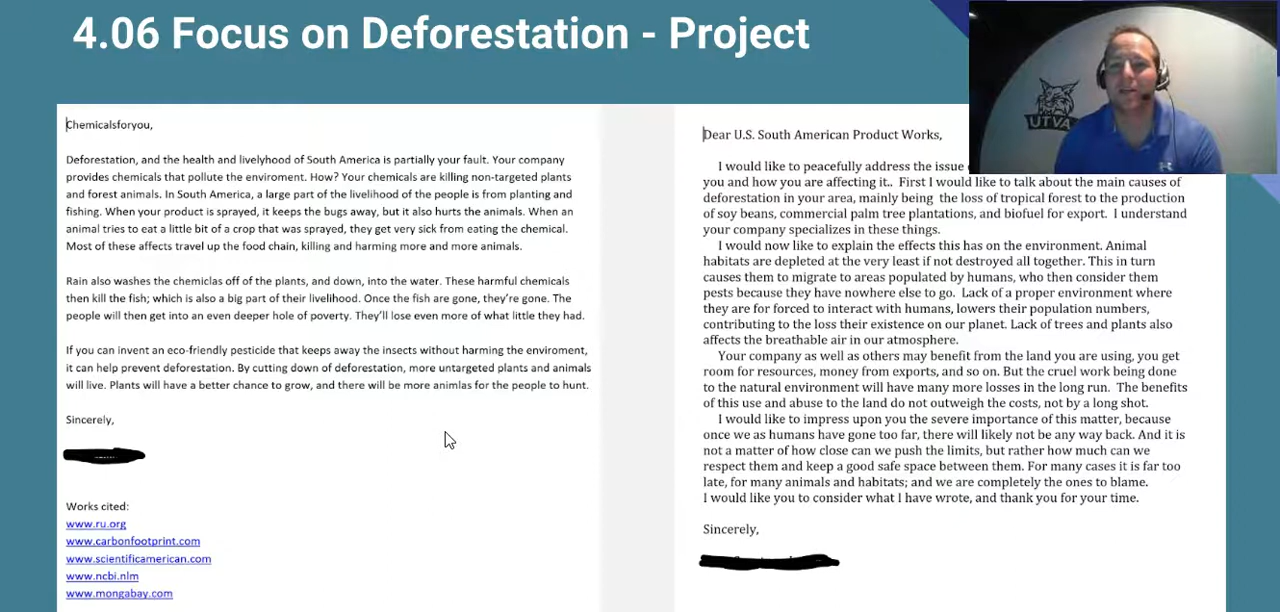 4.06 Focus on Deforestation - Project
UTVA
Chemicalsforyou,
Deforestation, and the health and livelyhood of South America is partially your fault. Your company
provides chemicals that pollute the enviroment. How? Your chemicals are killing non-targeted plants
and forest animals. In South America, a large part of the livelihood of the people is from planting and
fishing. When your product is sprayed, it keeps the bugs away, but it also hurts the animals. When an
animal tries to eat a little bit of a crop that was sprayed, they get very sick from eating the chemical.
Most of these affects travel up the food chain, killing and harming more and more animals.
Rain also washes the chemiclas off of the plants, and down, into the water. These harmful chemicals
then kill the fish; which is also a big part of their livelihood. Once the fish are gone, they're gone. The
people will then get into an even deeper hole of poverty. They'll lose even more of what little they had.
If you can invent an eco-friendly pesticide that keeps away the insects without harming the enviroment,
it can help prevent deforestation. By cutting down of deforestation, more untargeted plants and animals
will live. Plants will have a better chance to grow, and there will be more animlas for the people to hunt.
Sincerely,
Works cited:
www.ru.org
www.carbonfootprint.com
www.scientificamerican.com
www.ncbi.nlm
www.mongabay.com
Dear U.S. South American Product Works,
I would like to peacefully address the issue
you and how you are affecting it.. First I would like to talk about the main causes of
deforestation in your area, mainly being the loss of tropical forest to the production
of soy beans, commercial palm tree plantations, and biofuel for export. I understand
your company specializes in these things.
I would now like to explain the effects this has on the environment. Animal
habitats are depleted at the very least if not destroyed all together. This in turn
causes them to migrate to areas populated by humans, who then consider them
pests because they have nowhere else to go. Lack of a proper environment where
they are for forced to interact with humans, lowers their population numbers,
contributing to the loss their existence on our planet. Lack of trees and plants also
affects the breathable air in our atmosphere.
Your company as well as others may benefit from the land you are using, you get
room for resources, money from exports, and so on. But the cruel work being done
to the natural environment will have many more losses in the long run. The benefits
of this use and abuse to the land do not outweigh the costs, not by a long shot.
I would like to impress upon you the severe importance of this matter, because
once we as humans have gone too far, there will likely not be any way back. And it is
not a matter of how close can we push the limits, but rather how much can we
respect them and keep a good safe space between them. For many cases it is far too
late, for many animals and habitats; and we are completely the ones to blame.
I would like you to consider what I have wrote, and thank you for your time.
Sincerely,